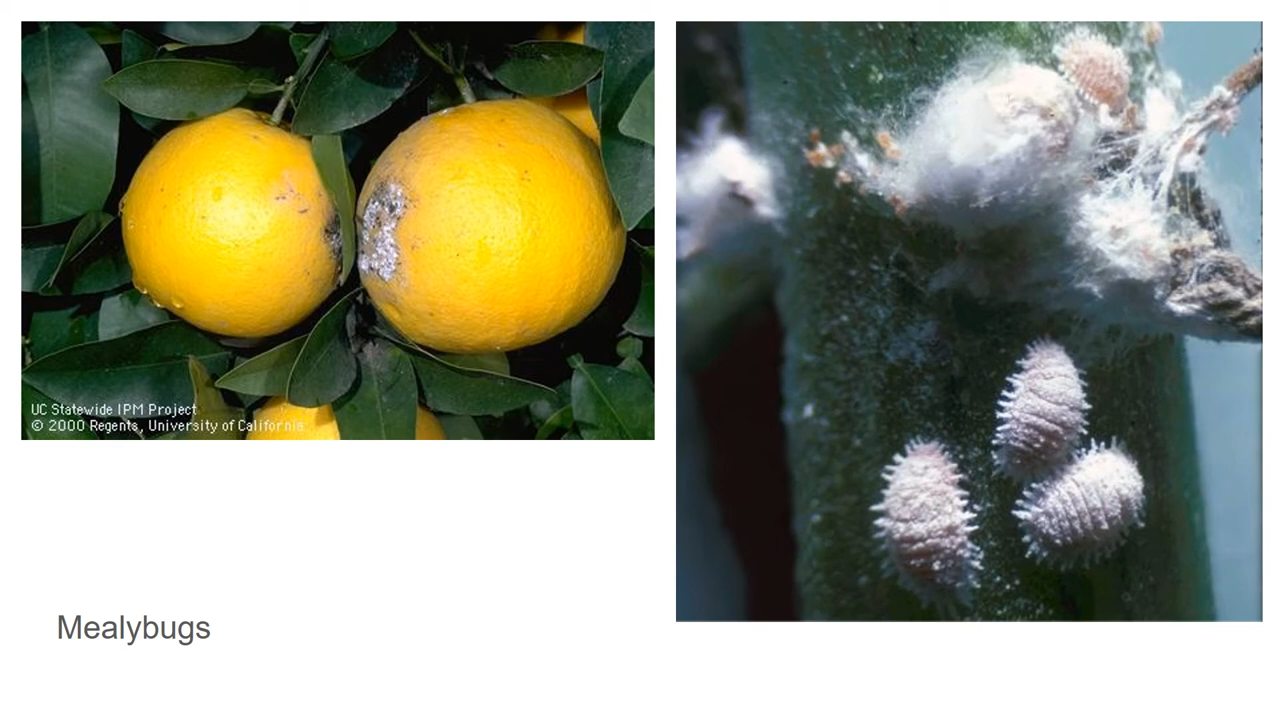 UC Statewide IPM Project
© 2000 Regents, University of California
Mealybugs